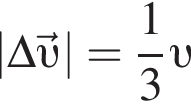 |Δυ⃗| = 1/3 υ